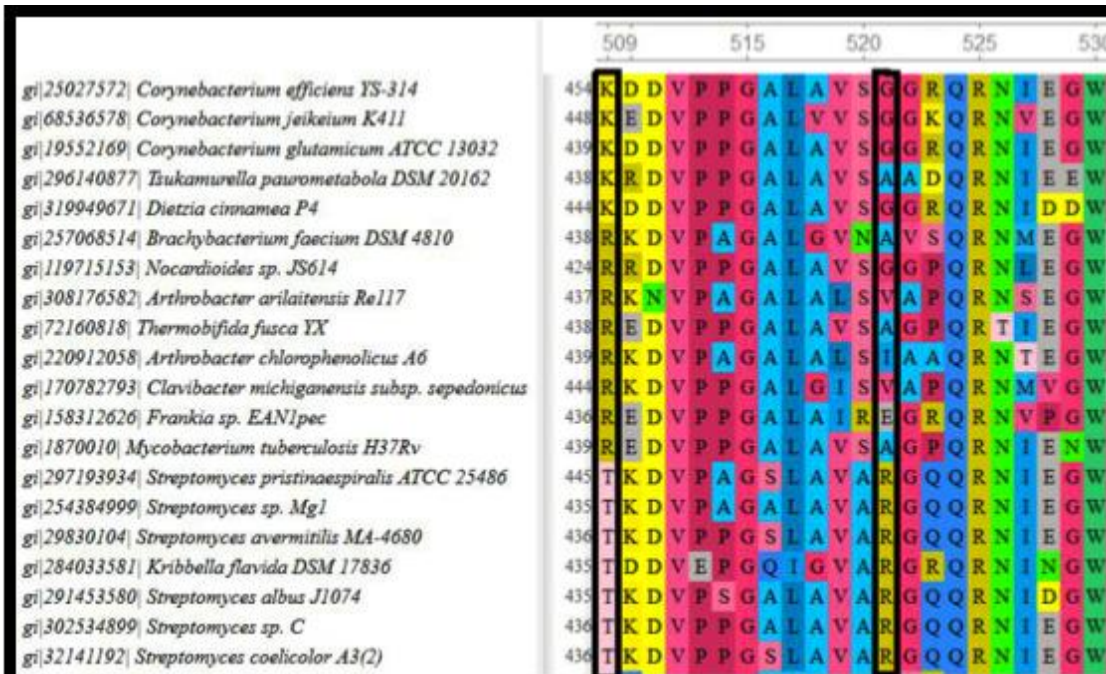 509 515 520 525 530
gi|25027572| Corynebacterium efficiens YS-314 454 K D D V P P G A L A V S G G R Q R N I E G W
gi|68536578| Corynebacterium jeikeium K411 448 K E D V P P G A L V V S G G K Q R N V E G W
gi|19552169| Corynebacterium glutamicum ATCC 13032 439 K D D V P P G A L A V S G G R Q R N I E G W
gi|296140877| Tsukamurella paurometabola DSM 20162 438 K R D V P P G A L A V S A A D Q R N I E E W
gi|319949671| Dietzia cinnamea P4 444 K D D V P P G A L A V S G G R Q R N I D D W
gi|257068514| Brachybacterium faecium DSM 4810 438 R K D V P A G A L G V N A V S Q R N M E G W
gi|119715153| Nocardioides sp. JS614 424 R R D V P P G A L A V S G G P Q R N L E G W
gi|308176582| Arthrobacter arilaitensis Re117 437 R K N V P A G A L A L S V A P Q R N S E G W
gi|72160818| Thermobifida fusca YX 438 R E D V P P G A L A V S A G P Q R T I E G W
gi|220912058| Arthrobacter chlorophenolicus A6 439 R K D V P A G A L A L S I A A Q R N T E G W
gi|170782793| Clavibacter michiganensis subsp. sepedonicus 444 R K D V P P G A L G I S V A P Q R N M V G W
gi|158312626| Frankia sp. EAN1pec 436 R E D V P P G A L A I R E G R Q R N V P G W
gi|1870010| Mycobacterium tuberculosis H37Rv 439 R E D V P P G A L A V S A G P Q R N I E N W
gi|297193934| Streptomyces pristinaespiralis ATCC 25486 445 T K D V P A G S L A V A R G Q Q R N I E G W
gi|254384999| Streptomyces sp. Mg1 435 T K D V P A G A L A V A R G Q Q R N I E G W
gi|29830104| Streptomyces avermitilis MA-4680 436 T K D V P P G S L A V A R G Q Q R N I E G W
gi|284033581| Kribbella flavida DSM 17836 435 T D D V E P G Q I G V A R G R Q R N I N G W
gi|291453580| Streptomyces albus J1074 435 T K D V P S G A L A V A R G Q Q R N I D G W
gi|302534899| Streptomyces sp. C 436 T K D V P P G A L A V A R G Q Q R N I E G W
gi|32141192| Streptomyces coelicolor A3(2) 436 T K D V P P G S L A V A R G Q Q R N I E G W